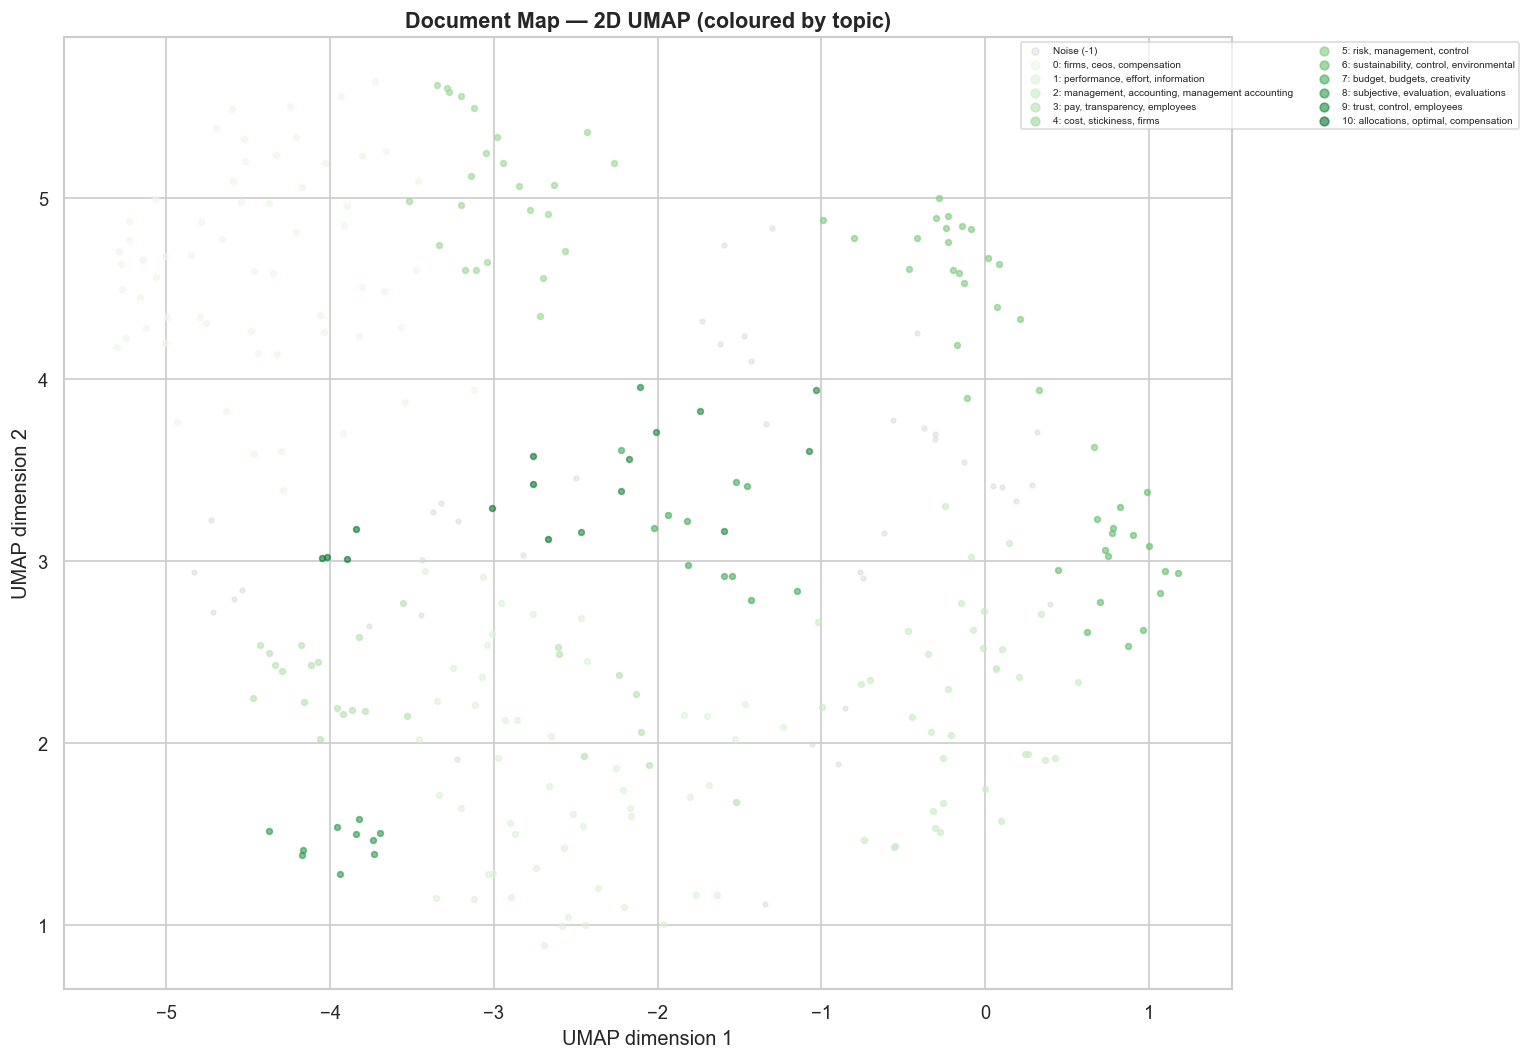 Document Map — 2D UMAP (coloured by topic)
Noise (-1)
0: firms, ceos, compensation
1: performance, effort, information
2: management, accounting, management accounting
3: pay, transparency, employees
4: cost, stickiness, firms
5: risk, management, control
6: sustainability, control, environmental
7: budget, budgets, creativity
8: subjective, evaluation, evaluations
9: trust, control, employees
10: allocations, optimal, compensation
UMAP dimension 2
5
4
3
2
1
−5 −4 −3 −2 −1 0 1
UMAP dimension 1